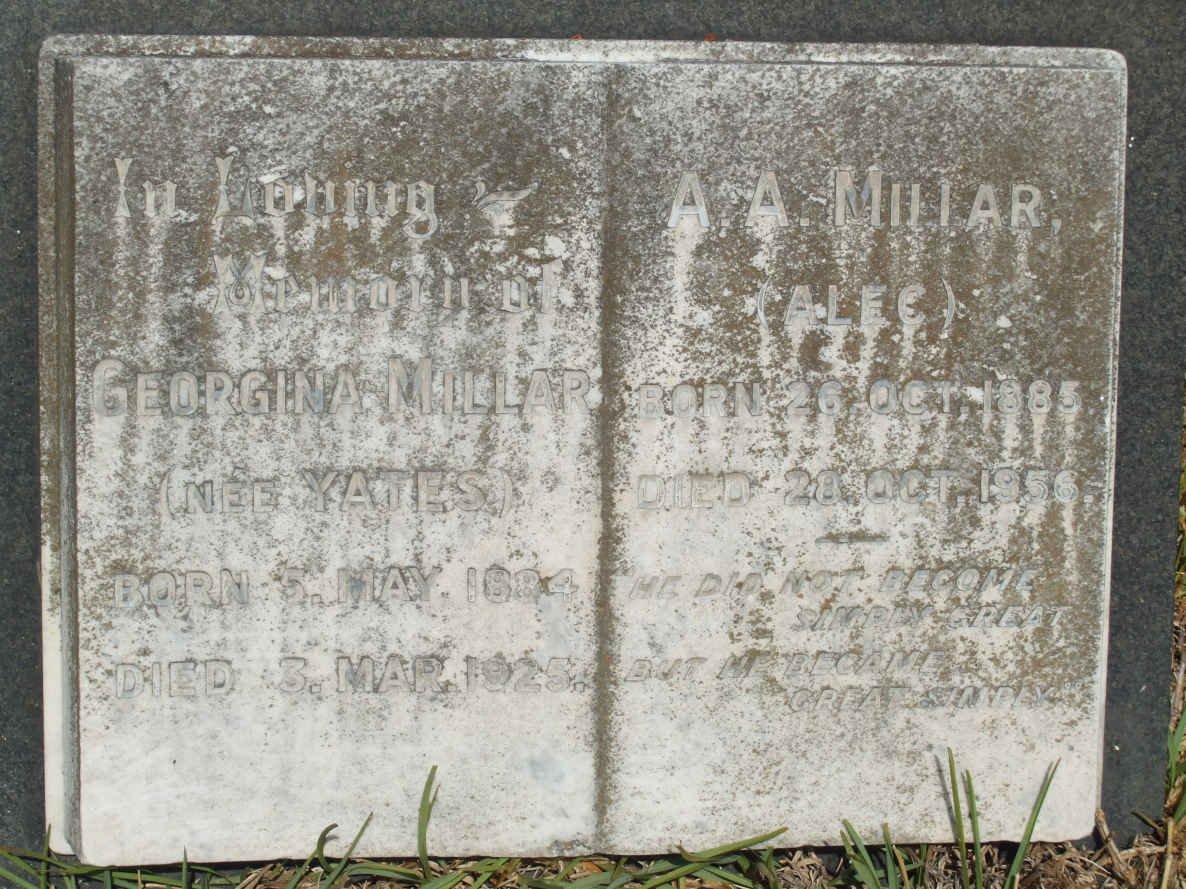 In Loving
Memory of
GEORGINA MILLAR
(NÉE YATES)
BORN 5. MAY. 1884
DIED 3. MAR. 1925.
A. A. MILLAR,
(ALEC)
BORN 26 OCT. 1885
DIED 28 OCT. 1956.
"HE DID NOT BECOME
SIMPLY GREAT
BUT HE BECAME
GREAT SIMPLY"